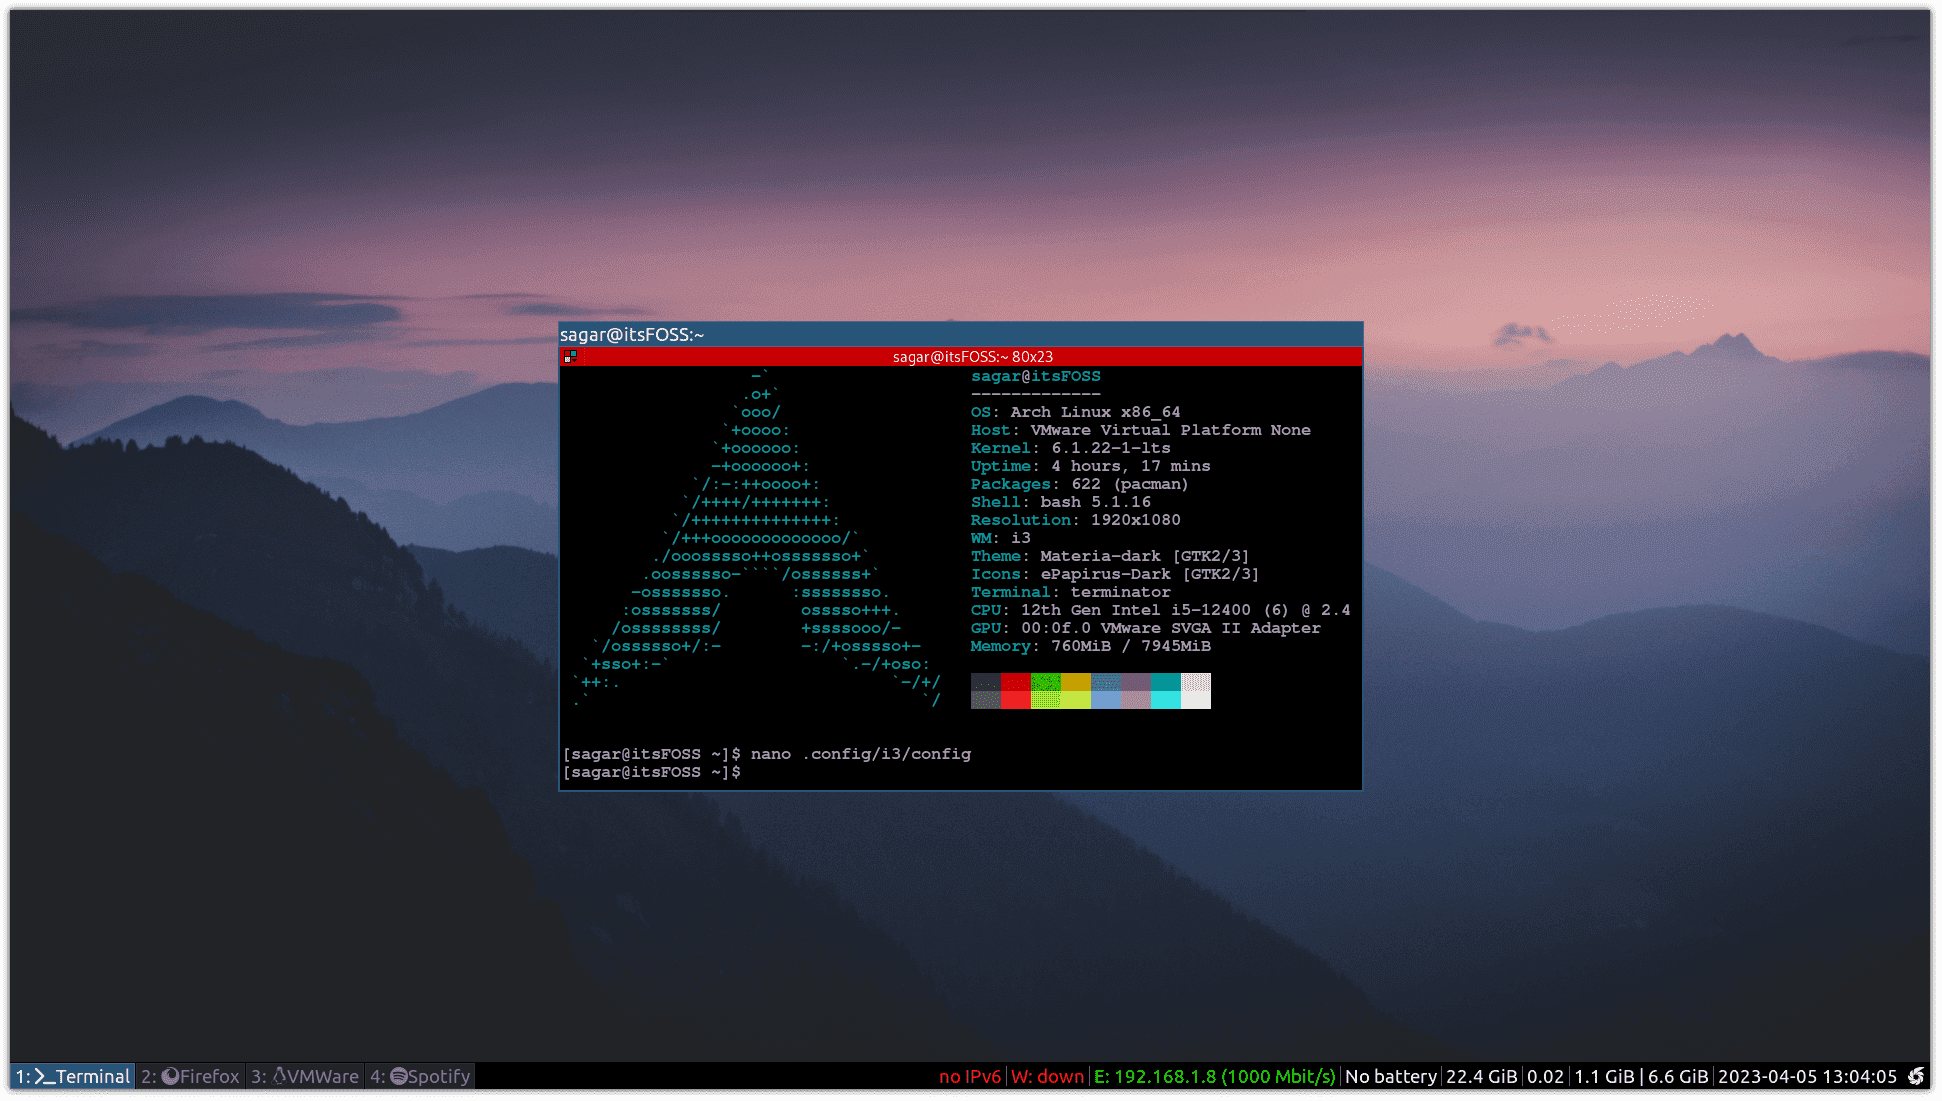 sagar@itsFOSS:~
sagar@itsFOSS:~ 80x23
sagar@itsFOSS
-------------
OS: Arch Linux x86_64
Host: VMware Virtual Platform None
Kernel: 6.1.22-1-lts
Uptime: 4 hours, 17 mins
Packages: 622 (pacman)
Shell: bash 5.1.16
Resolution: 1920x1080
WM: i3
Theme: Materia-dark [GTK2/3]
Icons: ePapirus-Dark [GTK2/3]
Terminal: terminator
CPU: 12th Gen Intel i5-12400 (6) @ 2.4
GPU: 00:0f.0 VMware SVGA II Adapter
Memory: 760MiB / 7945MiB
[sagar@itsFOSS ~]$ nano .config/i3/config
[sagar@itsFOSS ~]$
1: >_Terminal 2: Firefox 3: VMWare 4: Spotify no IPv6 | W: down | E: 192.168.1.8 (1000 Mbit/s) | No battery | 22.4 GiB | 0.02 | 1.1 GiB | 6.6 GiB | 2023-04-05 13:04:05